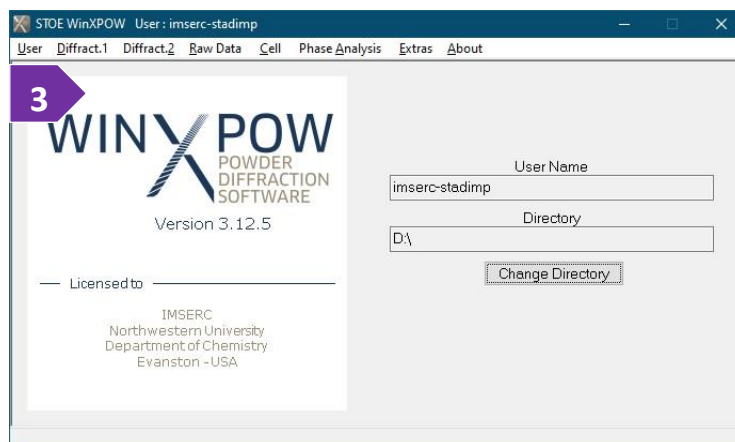 STOE WinXPOW User : imserc-stadimp
User Diffract.1 Diffract.2 Raw Data Cell Phase Analysis Extras About
3
WINXPOW
POWDER
DIFFRACTION
SOFTWARE
Version 3.12.5
Licensed to
IMSERC
Northwestern University
Department of Chemistry
Evanston - USA
User Name
imserc-stadimp
Directory
D:\
Change Directory